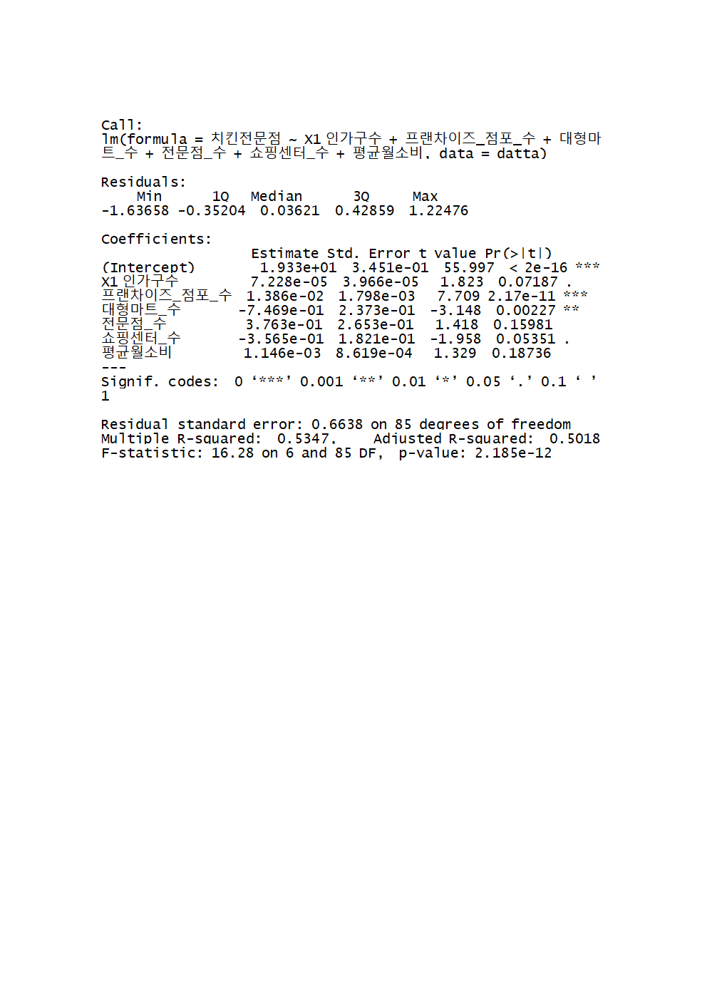 Call:
lm(formula = 치킨전문점 ~ X1인가구수 + 프랜차이즈_점포_수 + 대형마
트_수 + 전문점_수 + 쇼핑센터_수 + 평균월소비, data = datta)
Residuals:
Min 1Q Median 3Q Max
-1.63658 -0.35204 0.03621 0.42859 1.22476
Coefficients:
Estimate Std. Error t value Pr(>|t|)
(Intercept) 1.933e+01 3.451e-01 55.997 < 2e-16 ***
X1인가구수 7.228e-05 3.966e-05 1.823 0.07187 .
프랜차이즈_점포_수 1.386e-02 1.798e-03 7.709 2.17e-11 ***
대형마트_수 -7.469e-01 2.373e-01 -3.148 0.00227 **
전문점_수 3.763e-01 2.653e-01 1.418 0.15981
쇼핑센터_수 -3.565e-01 1.821e-01 -1.958 0.05351 .
평균월소비 1.146e-03 8.619e-04 1.329 0.18736
---
Signif. codes: 0 ‘***’ 0.001 ‘**’ 0.01 ‘*’ 0.05 ‘.’ 0.1 ‘ ’
1
Residual standard error: 0.6638 on 85 degrees of freedom
Multiple R-squared: 0.5347, Adjusted R-squared: 0.5018
F-statistic: 16.28 on 6 and 85 DF, p-value: 2.185e-12